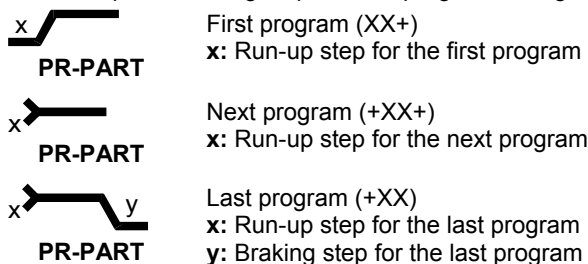 x
First program (XX+)
x: Run-up step for the first program
PR-PART
x
Next program (+XX+)
x: Run-up step for the next program
PR-PART
x
y
Last program (+XX)
x: Run-up step for the last program
PR-PART
y: Braking step for the last program